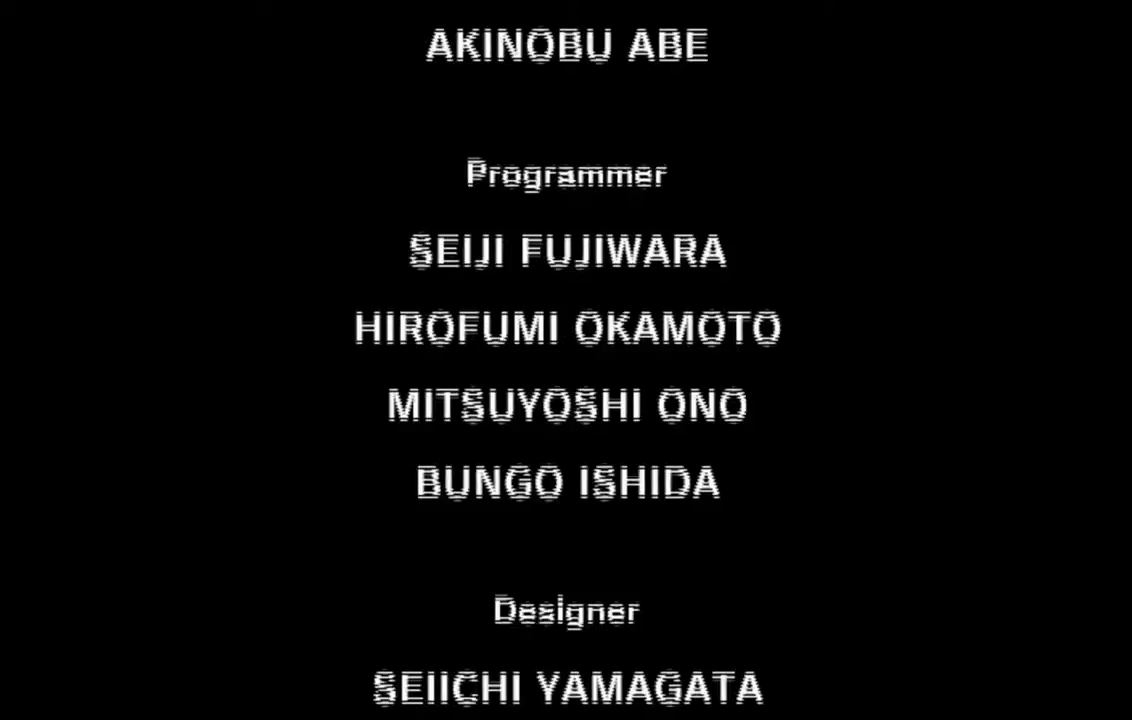 AKINOBU ABE
Programmer
SEIJI FUJIWARA
HIROFUMI OKAMOTO
MITSUYOSHI ONO
BUNGO ISHIDA
Designer
SEIICHI YAMAGATA